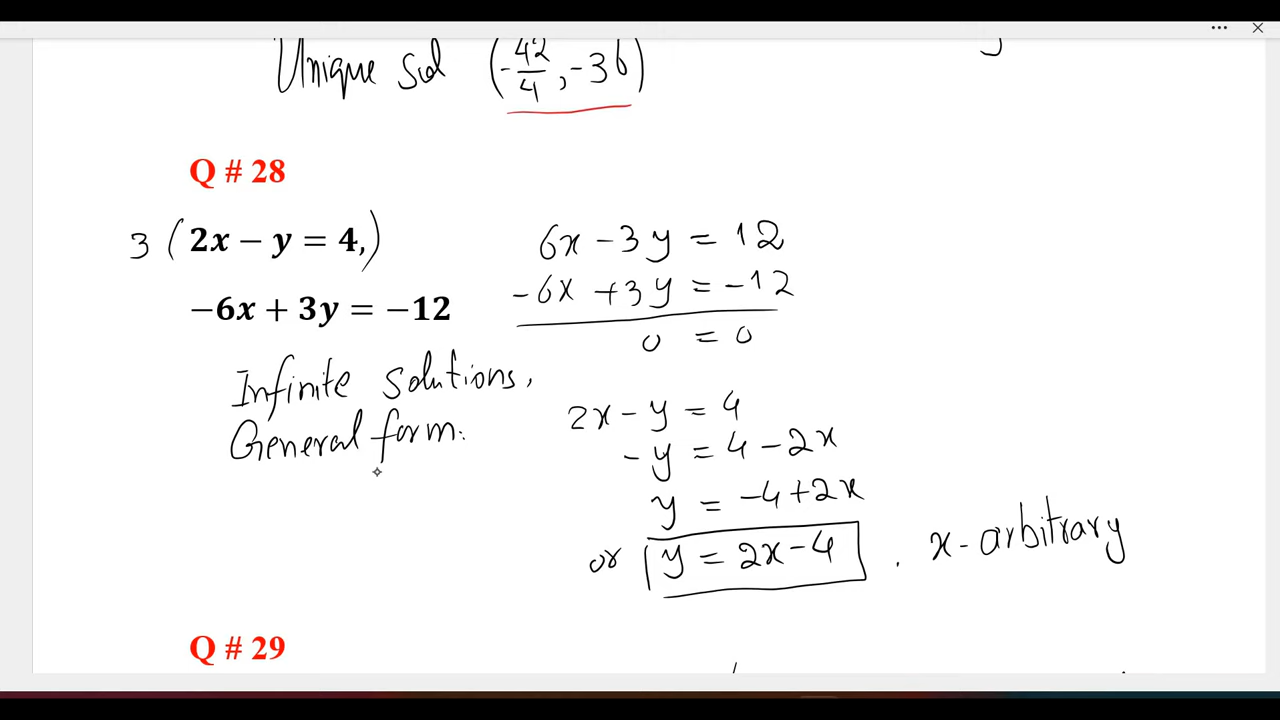 Unique sol (-42/4, -36)
Q # 28
3 (2x − y = 4,)
−6x + 3y = −12
6x - 3y = 12
-6x +3y = -12
0 = 0
Infinite solutions,
General form.
2x - y = 4
-y = 4 - 2x
y = -4+2x
or y = 2x - 4 . x - arbitrary
Q # 29